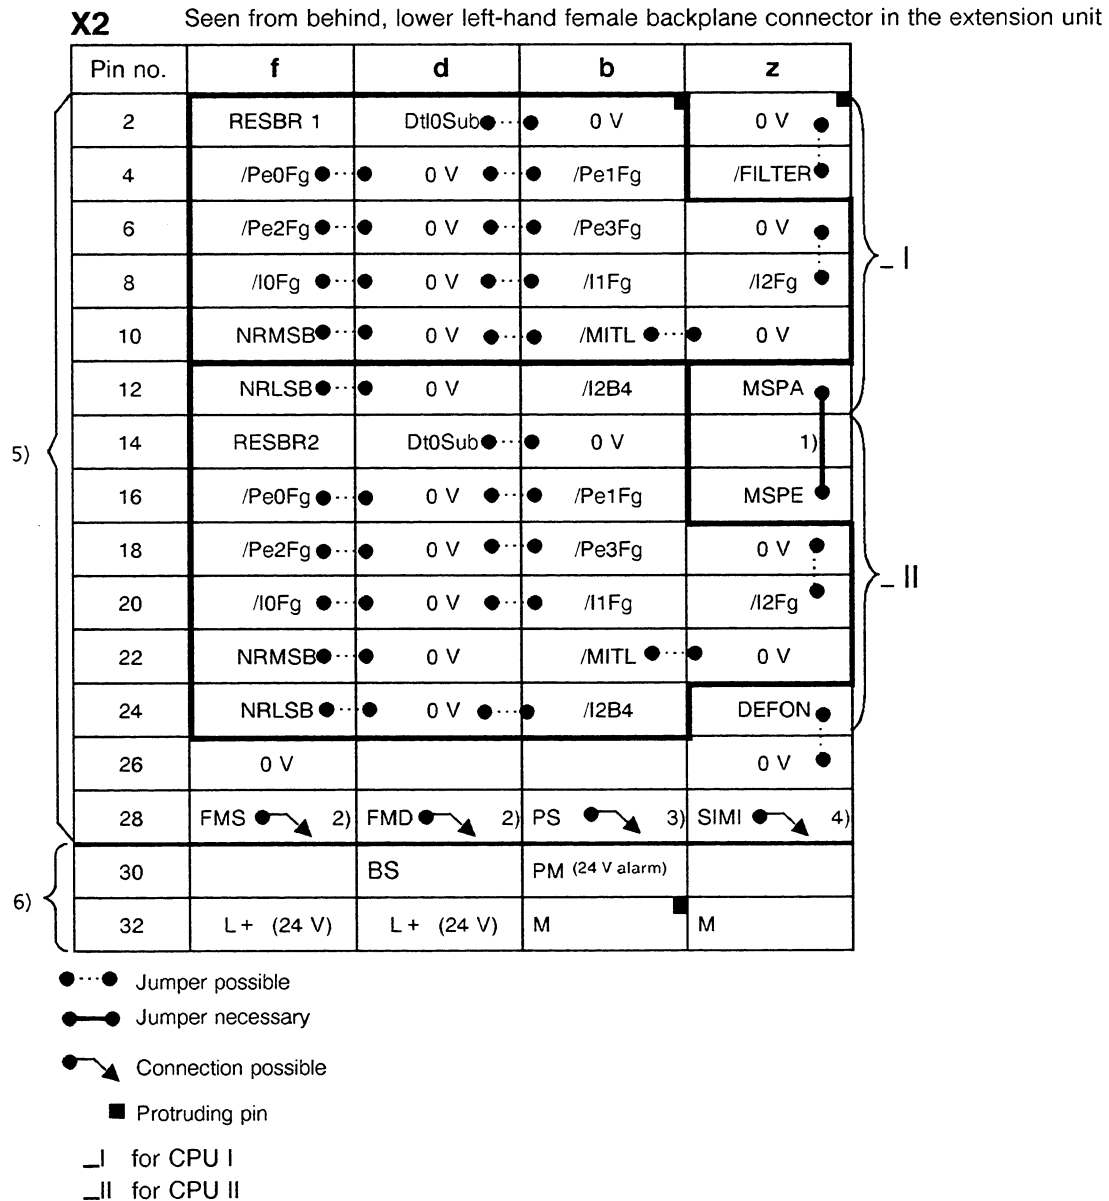 X2 Seen from behind, lower left-hand female backplane connector in the extension unit
Pin no. f d b z
2 RESBR 1 Dtl0Sub 0 V 0 V
4 /Pe0Fg 0 V /Pe1Fg /FILTER
6 /Pe2Fg 0 V /Pe3Fg 0 V
8 /I0Fg 0 V /I1Fg /I2Fg
_ I
10 NRMSB 0 V /MITL 0 V
12 NRLSB 0 V /I2B4 MSPA
5) 14 RESBR2 Dt0Sub 0 V 1)
16 /Pe0Fg 0 V /Pe1Fg MSPE
18 /Pe2Fg 0 V /Pe3Fg 0 V
_ II
20 /I0Fg 0 V /I1Fg /I2Fg
22 NRMSB 0 V /MITL 0 V
24 NRLSB 0 V /I2B4 DEFON
26 0 V 0 V
28 FMS 2) FMD 2) PS 3) SIMI 4)
30 BS PM (24 V alarm)
6) 32 L + (24 V) L + (24 V) M M
Jumper possible
Jumper necessary
Connection possible
Protruding pin
_I for CPU I
_II for CPU II